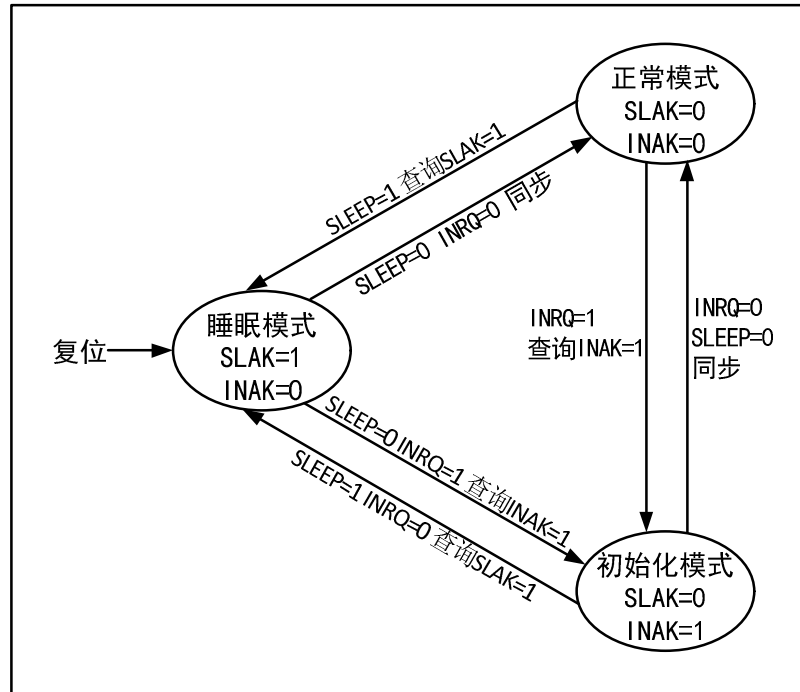 正常模式
SLAK=0
INAK=0
SLEEP=1 查询SLAK=1
SLEEP=0 INRQ=0 同步
复位
睡眠模式
SLAK=1
INAK=0
INRQ=1
查询INAK=1
INRQ=0
SLEEP=0
同步
SLEEP=0 INRQ=1 查询INAK=1
SLEEP=1 INRQ=0 查询SLAK=1
初始化模式
SLAK=0
INAK=1